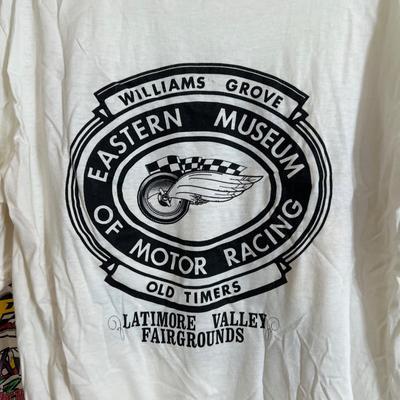 WILLIAMS GROVE
EASTERN MUSEUM
OF MOTOR RACING
OLD TIMERS
LATIMORE VALLEY
FAIRGROUNDS